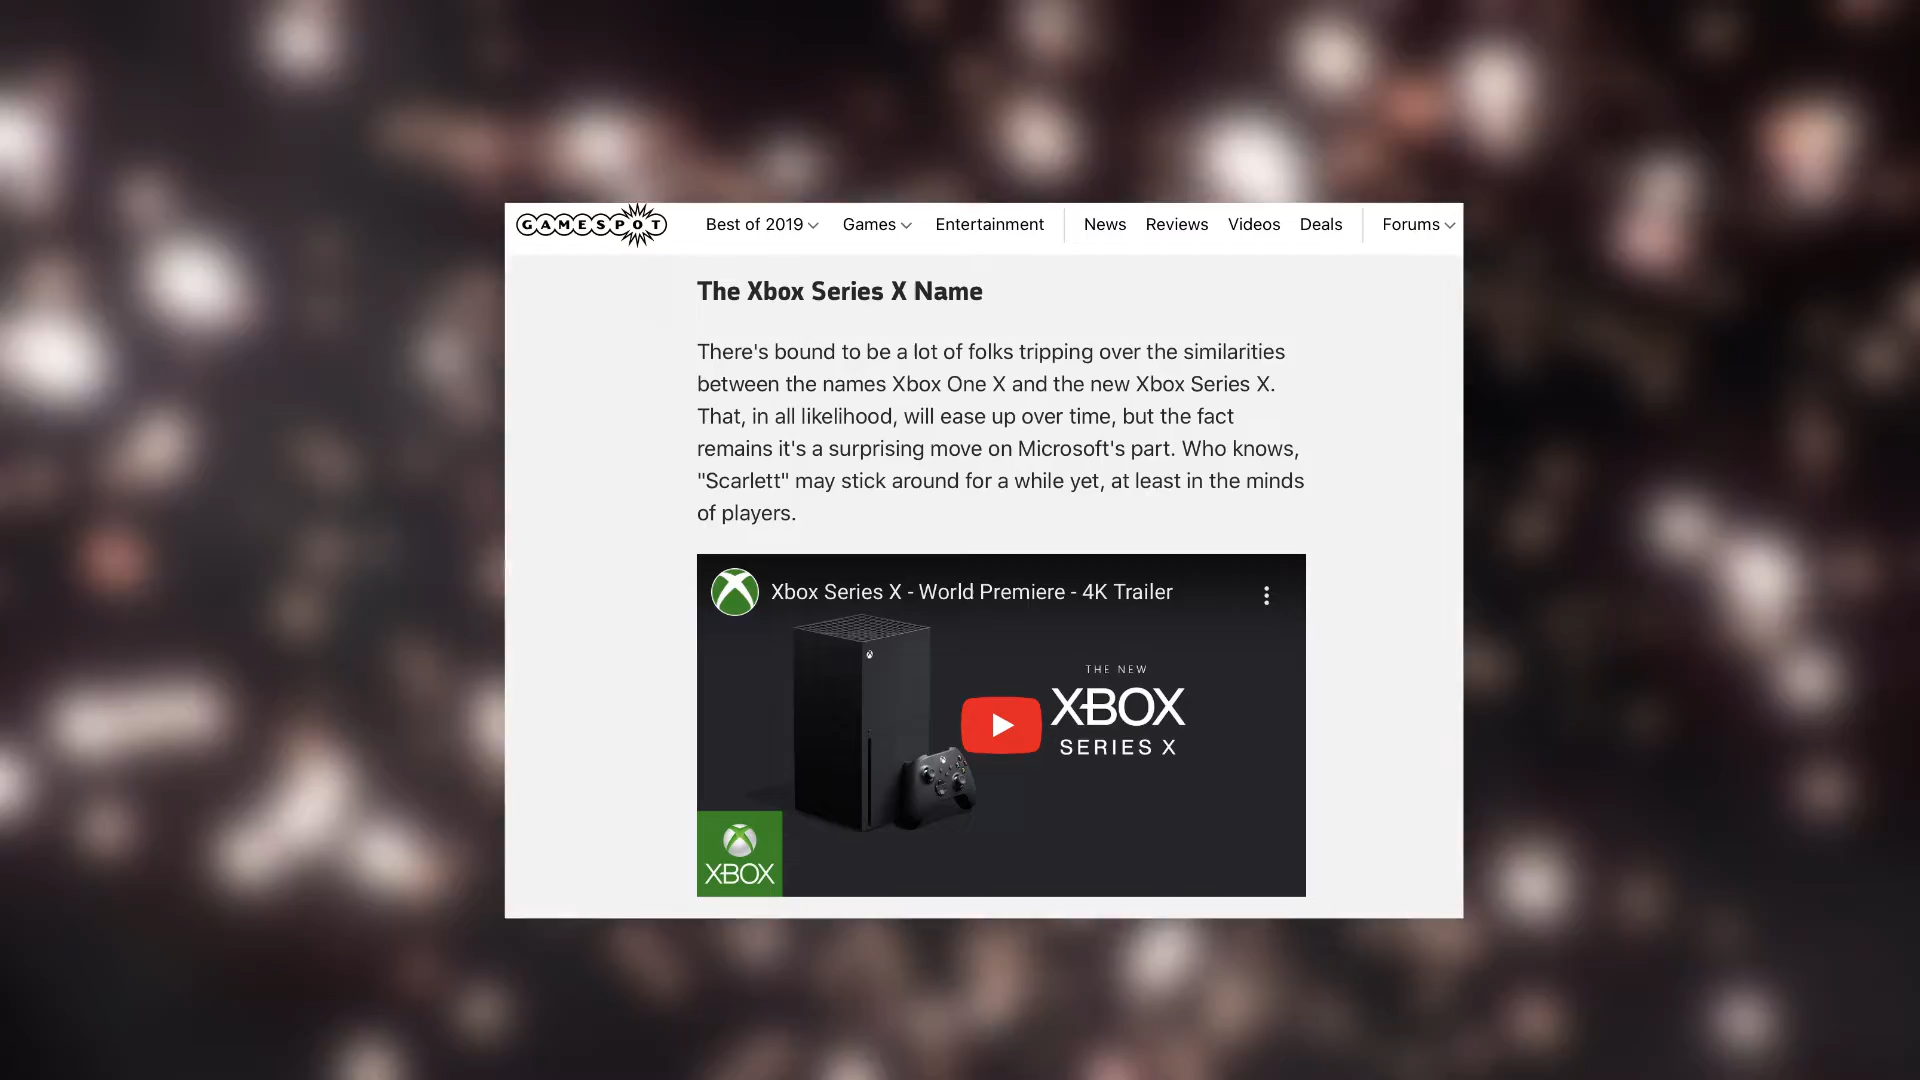 GAMESPOT Best of 2019 Games Entertainment News Reviews Videos Deals Forums
The Xbox Series X Name
There's bound to be a lot of folks tripping over the similarities
between the names Xbox One X and the new Xbox Series X.
That, in all likelihood, will ease up over time, but the fact
remains it's a surprising move on Microsoft's part. Who knows,
"Scarlett" may stick around for a while yet, at least in the minds
of players.
Xbox Series X - World Premiere - 4K Trailer
THE NEW
XBOX
SERIES X
XBOX